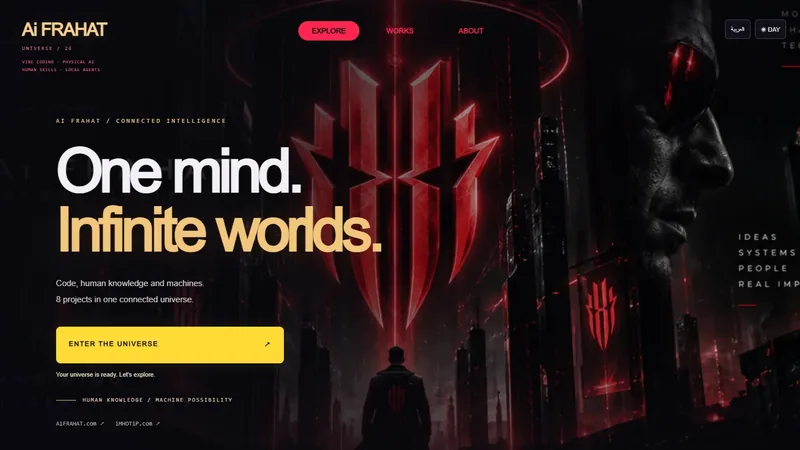 Ai FRAHAT
UNIVERSE / 26
VIBE CODING · PHYSICAL AI
HUMAN SKILLS · LOCAL AGENTS
EXPLORE
WORKS
ABOUT
العربية
☀ DAY
AI FRAHAT / CONNECTED INTELLIGENCE
One mind.
Infinite worlds.
Code, human knowledge and machines.
8 projects in one connected universe.
ENTER THE UNIVERSE ↗
Your universe is ready. Let's explore.
HUMAN KNOWLEDGE / MACHINE POSSIBILITY
AIFRAHAT.com ↗ iMHOTiP.com ↗
IDEAS
SYSTEMS
PEOPLE
REAL IMP